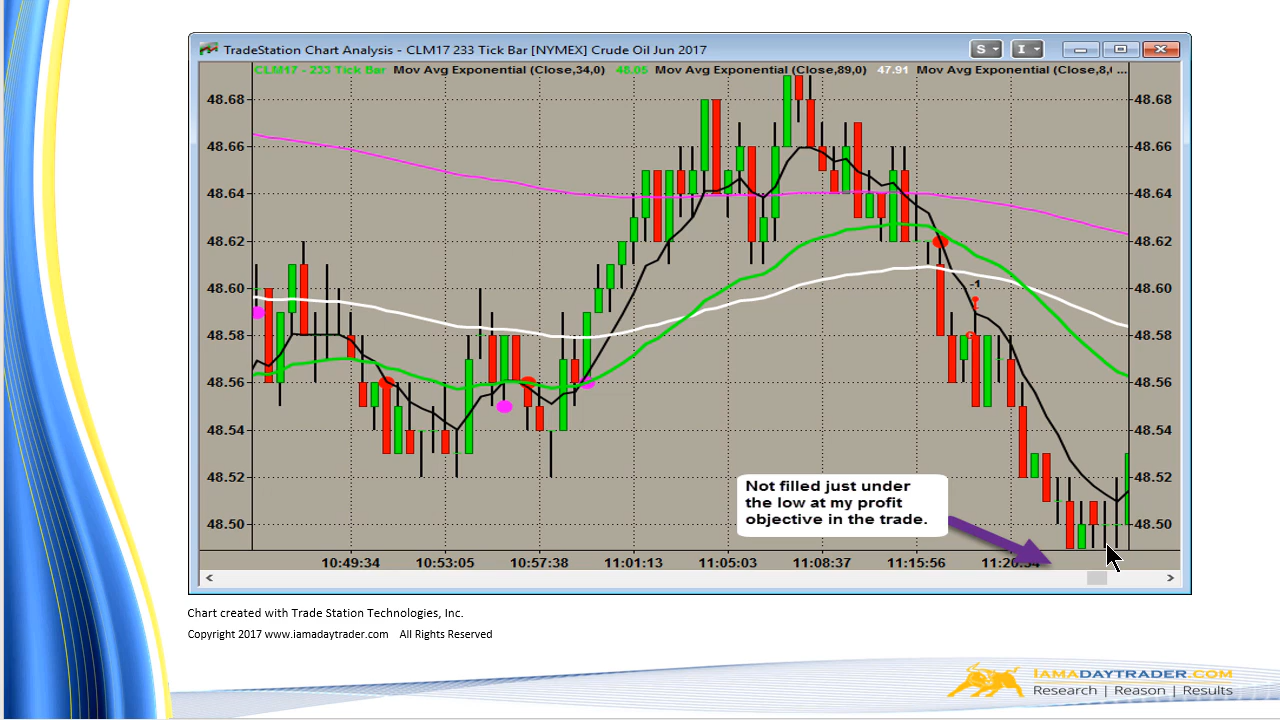 TradeStation Chart Analysis - CLM17 233 Tick Bar [NYMEX] Crude Oil Jun 2017
S I
CLM17 - 233 Tick Bar Mov Avg Exponential (Close,34,0) 48.05 Mov Avg Exponential (Close,89,0) 47.91 Mov Avg Exponential (Close,8,( ...
48.68 48.68
48.66 48.66
48.64 48.64
48.62 48.62
-1
48.60 48.60
48.58 48.58
48.56 48.56
48.54 48.54
48.52 48.52
Not filled just under
the low at my profit
objective in the trade.
48.50 48.50
10:49:34 10:53:05 10:57:38 11:01:13 11:05:03 11:08:37 11:15:56 11:20:34
Chart created with Trade Station Technologies, Inc.
Copyright 2017 www.iamadaytrader.com All Rights Reserved
IAMADAYTRADER.COM
Research | Reason | Results